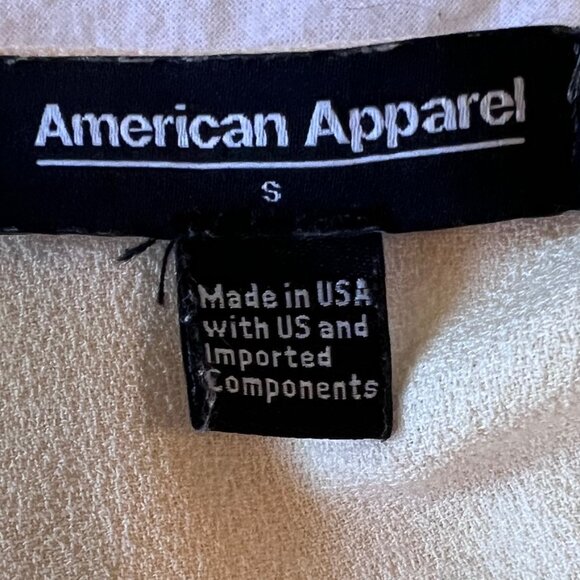 American Apparel
S
Made in USA
with US and
Imported
Components